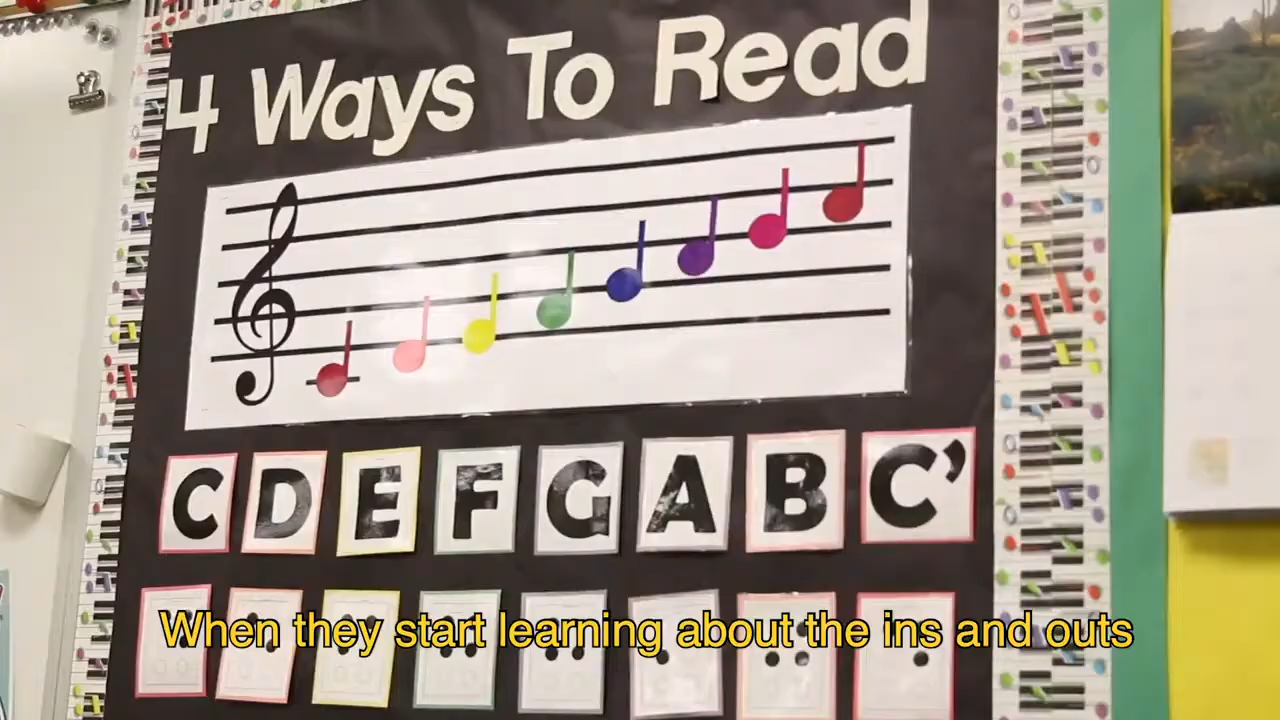 4 Ways To Read
C D E F G A B C’
When they start learning about the ins and outs